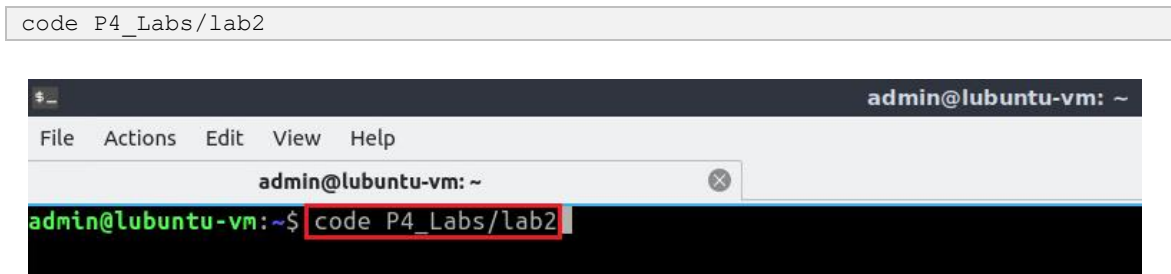 code P4_Labs/lab2
$_
admin@lubuntu-vm: ~
File Actions Edit View Help
admin@lubuntu-vm: ~
admin@lubuntu-vm:~$ code P4_Labs/lab2